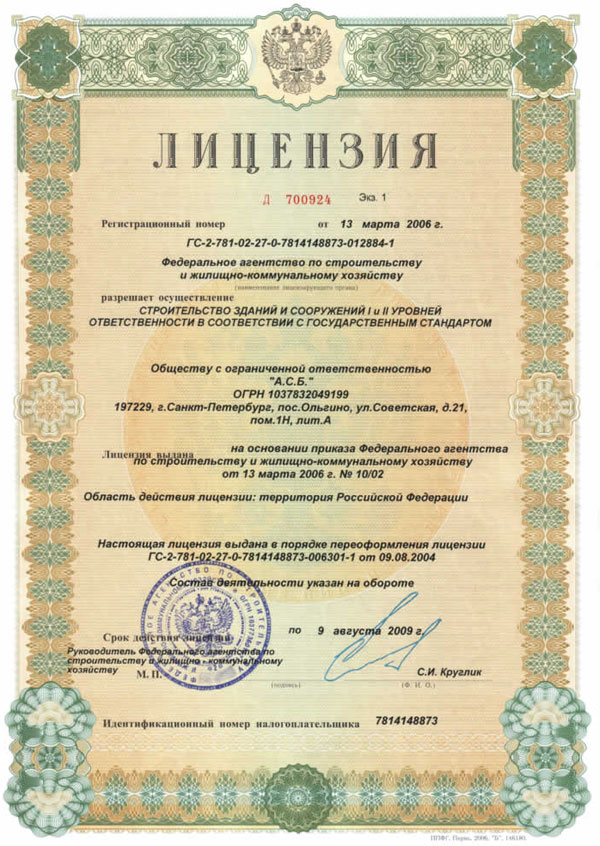 ЛИЦЕНЗИЯ
Д 700924 Экз. 1
Регистрационный номер от 13 марта 2006 г.
ГС-2-781-02-27-0-7814148873-012884-1
Федеральное агентство по строительству
и жилищно-коммунальному хозяйству
(наименование лицензирующего органа)
разрешает осуществление
СТРОИТЕЛЬСТВО ЗДАНИЙ И СООРУЖЕНИЙ I и II УРОВНЕЙ
ОТВЕТСТВЕННОСТИ В СООТВЕТСТВИИ С ГОСУДАРСТВЕННЫМ СТАНДАРТОМ
Обществу с ограниченной ответственностью
"А.С.Б."
ОГРН 1037832049199
197229, г.Санкт-Петербург, пос.Ольгино, ул.Советская, д.21,
пом.1Н, лит.А
Лицензия выдана на основании приказа Федерального агентства
по строительству и жилищно-коммунальному хозяйству
от 13 марта 2006 г. № 10/02
Область действия лицензии: территория Российской Федерации
Настоящая лицензия выдана в порядке переоформления лицензии
ГС-2-781-02-27-0-7814148873-006301-1 от 09.08.2004
Состав деятельности указан на обороте
Срок действия лицензии по 9 августа 2009 г.
Руководитель Федерального агентства по
строительству и жилищно - коммунальному
хозяйству М. П. С.И. Круглик
(подпись) (Ф. И. О.)
Идентификационный номер налогоплательщика 7814148873
ППФГ, Пермь, 2006, "Б", 146180.